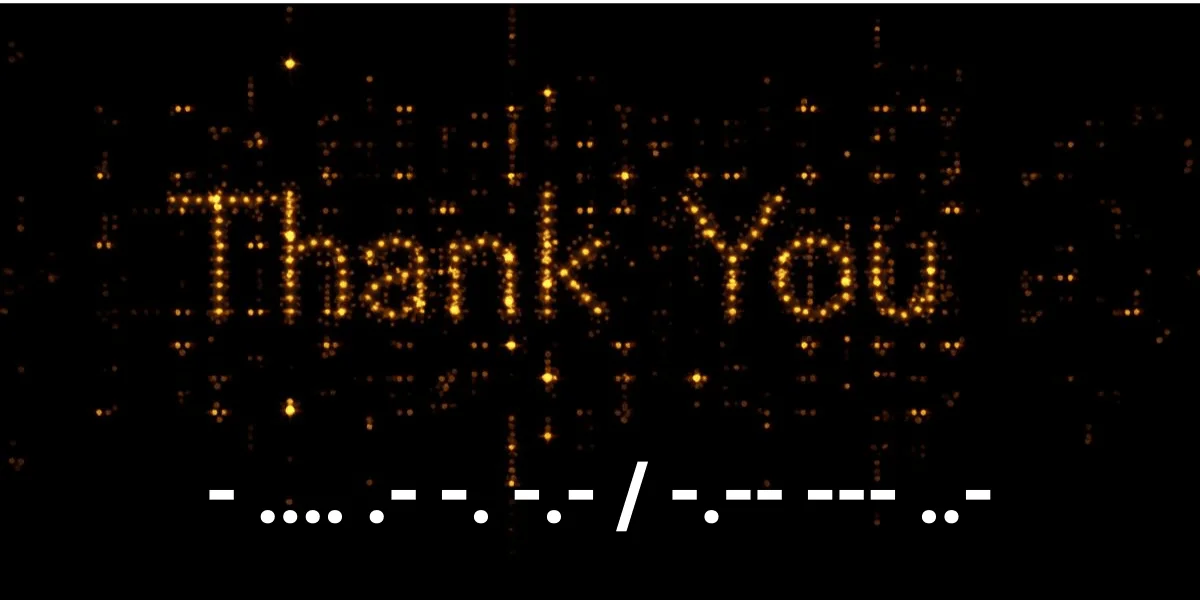 Thank You
- .... .- -. -.- / -.-- --- ..-